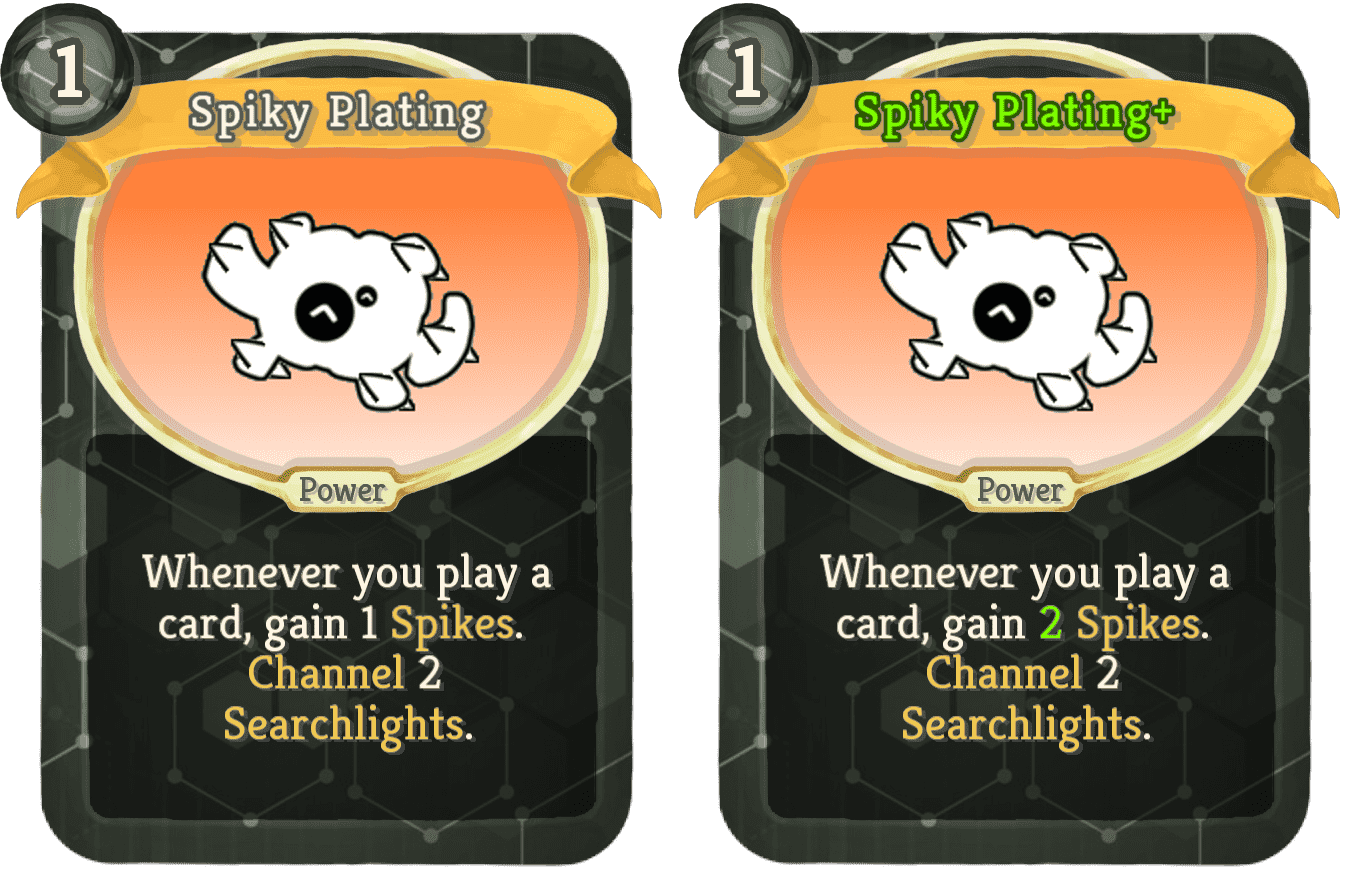 1
Spiky Plating
Power
Whenever you play a
card, gain 1 Spikes.
Channel 2
Searchlights.
1
Spiky Plating+
Power
Whenever you play a
card, gain 2 Spikes.
Channel 2
Searchlights.